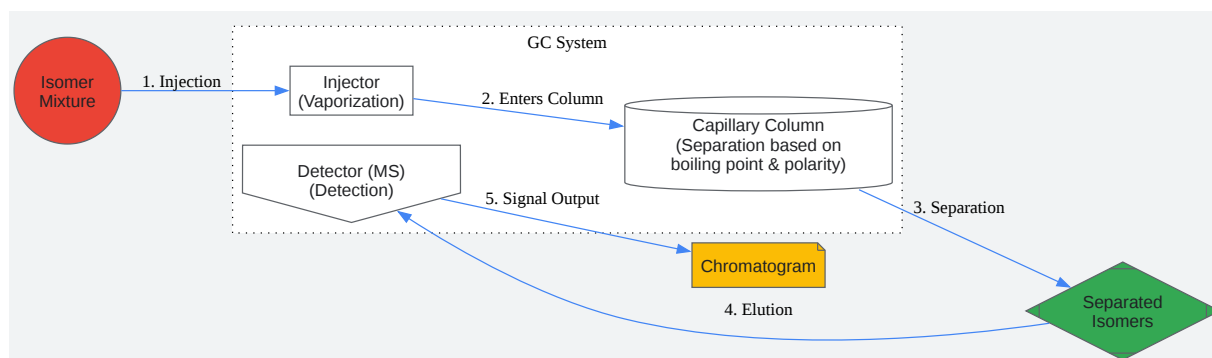 GC System
Isomer
Mixture
1. Injection
Injector
(Vaporization)
2. Enters Column
Capillary Column
(Separation based on
boiling point & polarity)
Detector (MS)
(Detection)
5. Signal Output
3. Separation
Chromatogram
4. Elution
Separated
Isomers